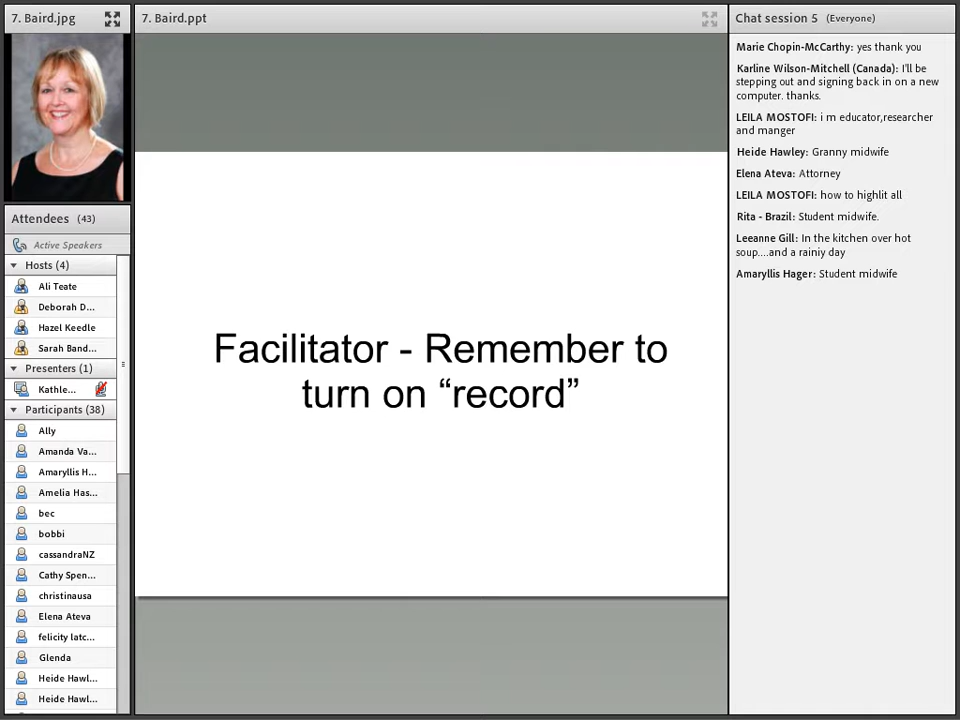 7. Baird.jpg
7. Baird.ppt
Chat session 5 (Everyone)
Attendees (43)
Active Speakers
Hosts (4)
Ali Teate
Deborah D...
Hazel Keedle
Sarah Band...
Presenters (1)
Kathle...
Participants (38)
Ally
Amanda Va...
Amaryllis H...
Amelia Has...
bec
bobbi
cassandraNZ
Cathy Spen...
christinausa
Elena Ateva
felicity latc...
Glenda
Heide Hawl...
Heide Hawl...
Facilitator - Remember to
turn on “record”
Marie Chopin-McCarthy: yes thank you
Karline Wilson-Mitchell (Canada): I'll be
stepping out and signing back in on a new
computer. thanks.
LEILA MOSTOFI: i m educator,researcher
and manger
Heide Hawley: Granny midwife
Elena Ateva: Attorney
LEILA MOSTOFI: how to highlit all
Rita - Brazil: Student midwife.
Leeanne Gill: In the kitchen over hot
soup....and a rainiy day
Amaryllis Hager: Student midwife